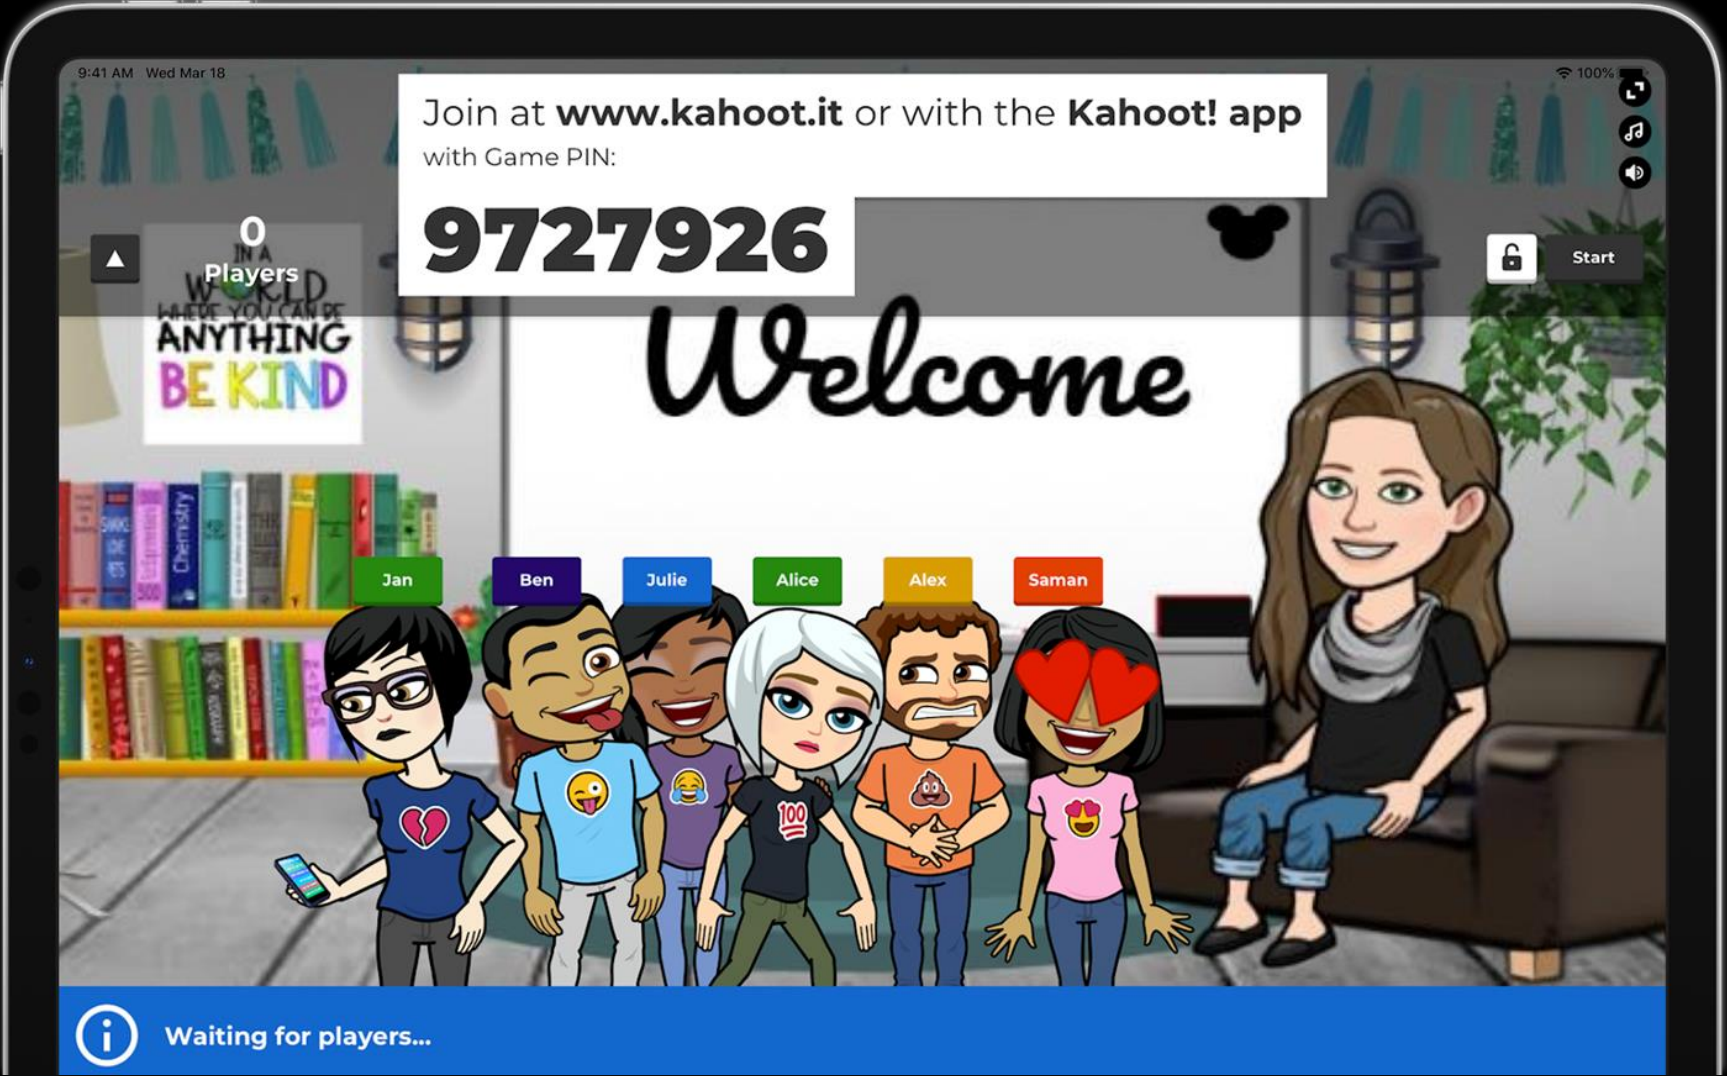 9:41 AM Wed Mar 18
100%
Join at www.kahoot.it or with the Kahoot! app
with Game PIN:
9727926
0
Players
Start
IN A
WORLD
WHERE YOU CAN BE
ANYTHING
BE KIND
Welcome
Chemistry
Jan
Ben
Julie
Alice
Alex
Saman
100
Waiting for players...